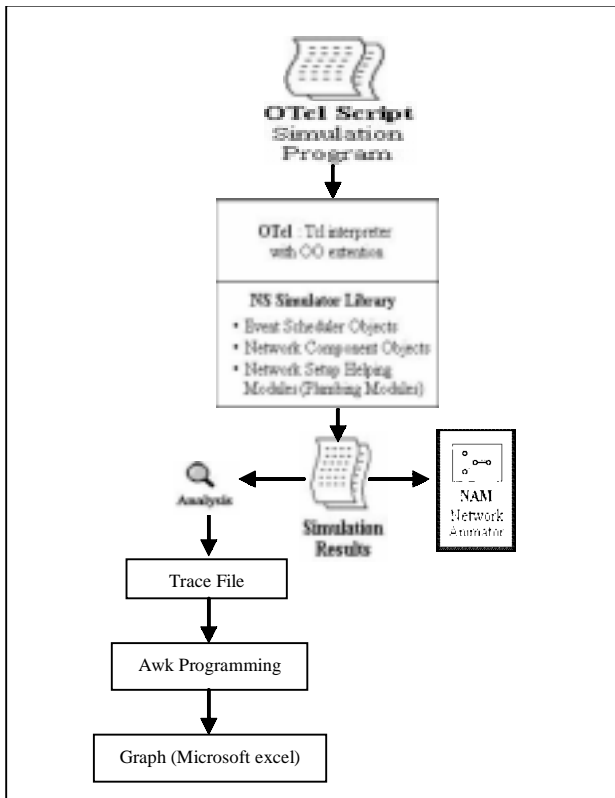 OTcl Script
Simulation
Program
OTcl : Tcl interpreter
with OO extention
NS Simulator Library
• Event Scheduler Objects
• Network Component Objects
• Network Setup Helping
Modules (Plumbing Modules)
Analysis
Simulation
Results
NAM
Network
Animator
Trace File
Awk Programming
Graph (Microsoft excel)